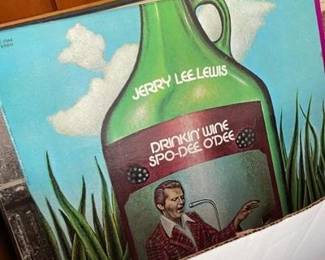 JERRY LEE LEWIS
DRINKIN' WINE
SPO-DEE O'DEE